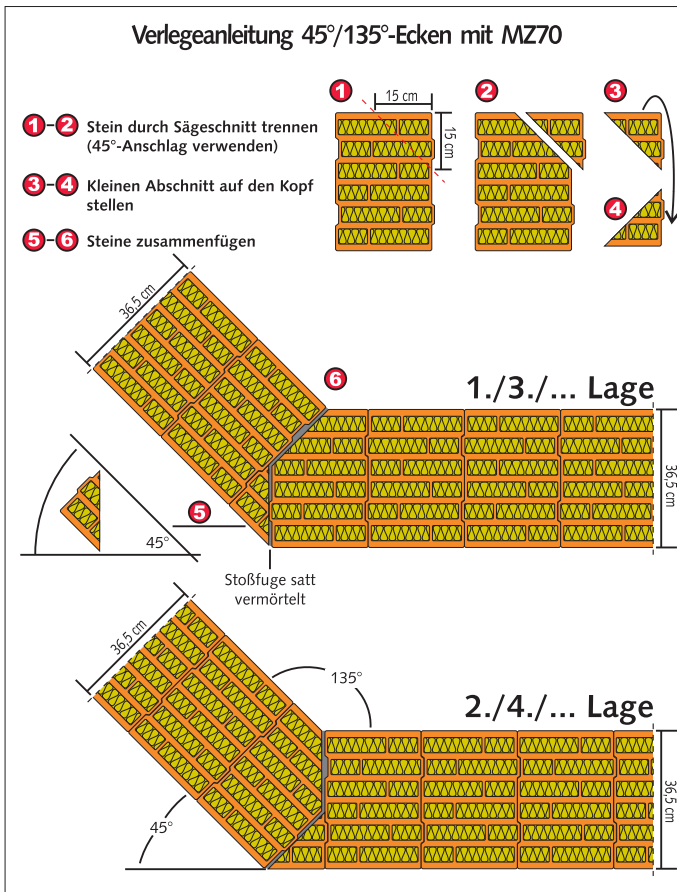 Verlegeanleitung 45°/135°-Ecken mit MZ70
1 15 cm 2 3
15 cm
1-2 Stein durch Sägeschnitt trennen
(45°-Anschlag verwenden)
3-4 Kleinen Abschnitt auf den Kopf
stellen
4
5-6 Steine zusammenfügen
36,5 cm
6
1./3./... Lage
36,5 cm
5
45°
Stoßfuge satt
vermörtelt
36,5 cm
135°
2./4./... Lage
36,5 cm
45°